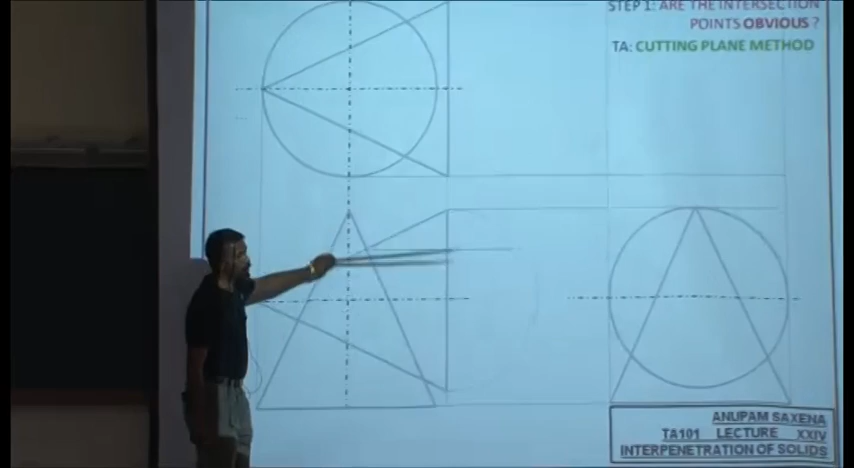 STEP 1: ARE THE INTERSECTION
POINTS OBVIOUS ?
TA: CUTTING PLANE METHOD
ANUPAM SAXENA
TA101 LECTURE XXIV
INTERPENETRATION OF SOLIDS